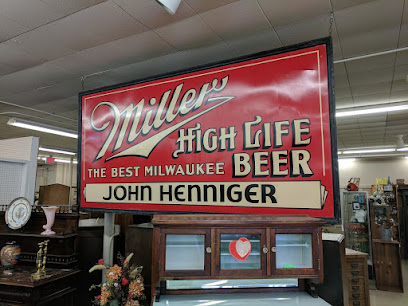 Miller
HIGH LIFE
THE BEST MILWAUKEE BEER
JOHN HENNIGER